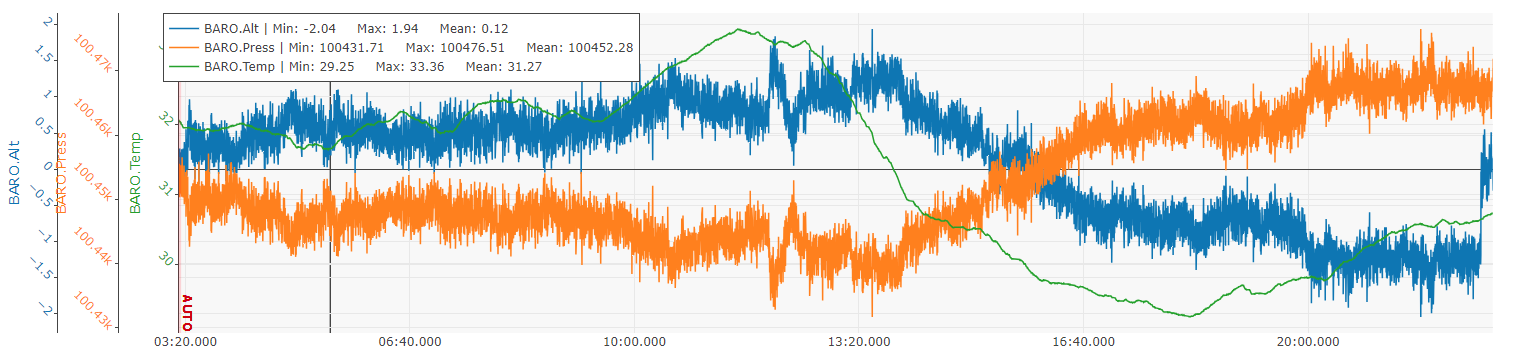 BARO.Alt | Min: -2.04 Max: 1.94 Mean: 0.12
BARO.Press | Min: 100431.71 Max: 100476.51 Mean: 100452.28
BARO.Temp | Min: 29.25 Max: 33.36 Mean: 31.27
BARO.Alt
2
1.5
1
0.5
0
−0.5
−1
−1.5
−2
BARO.Press
100.47k
100.46k
100.45k
100.44k
100.43k
BARO.Temp
32
31
30
AUTO
03:20.000
06:40.000
10:00.000
13:20.000
16:40.000
20:00.000